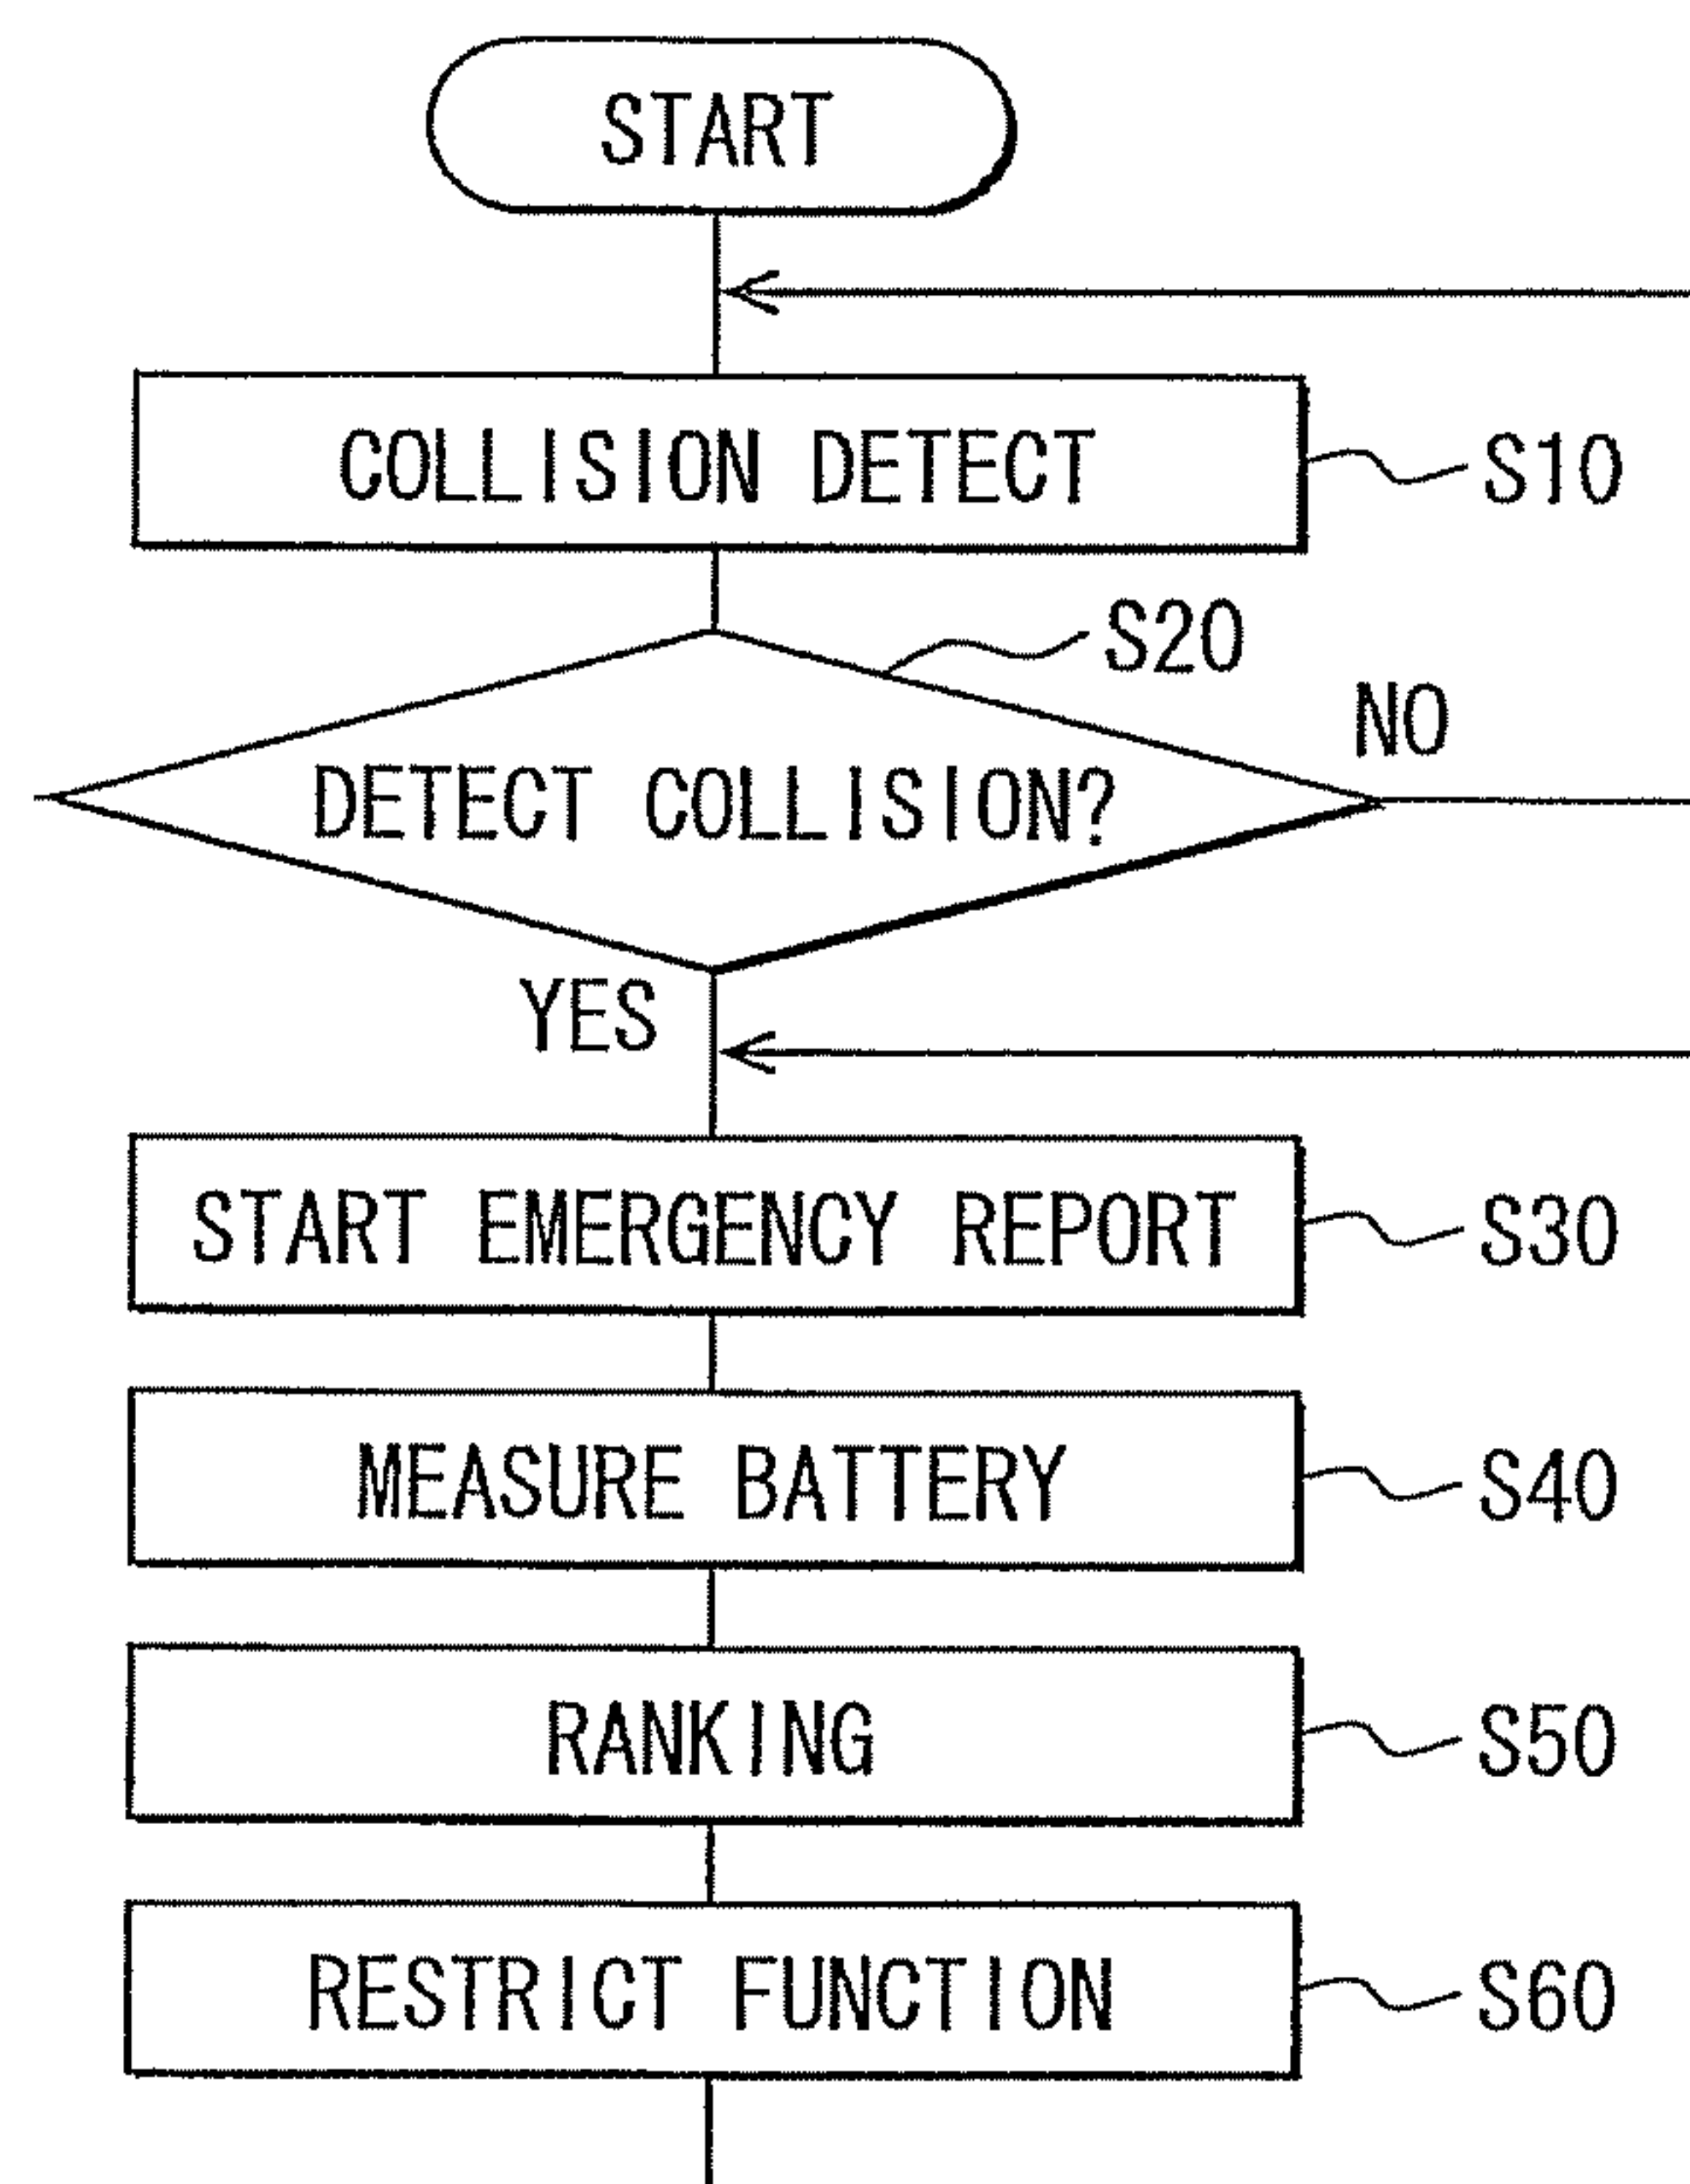 START
COLLISION DETECT
S10
S20
DETECT COLLISION?
NO
YES
START EMERGENCY REPORT
S30
MEASURE BATTERY
S40
RANKING
S50
RESTRICT FUNCTION
S60